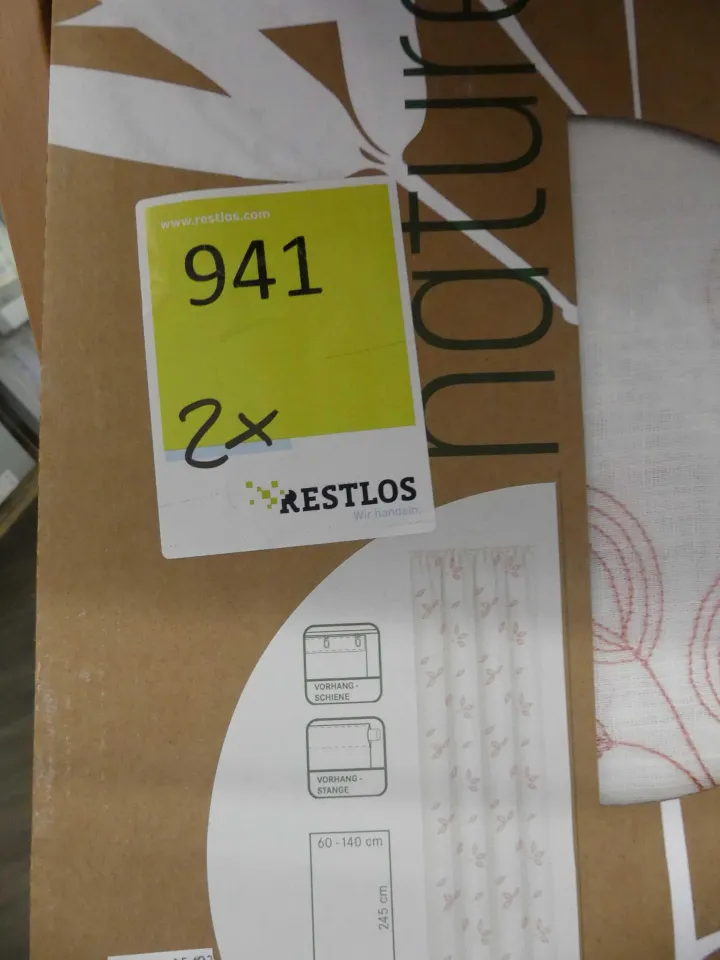 nature
www.restlos.com
941
2x
RESTLOS
Wir handeln.
VORHANG-
SCHIENE
VORHANG-
STANGE
60 - 140 cm
245 cm